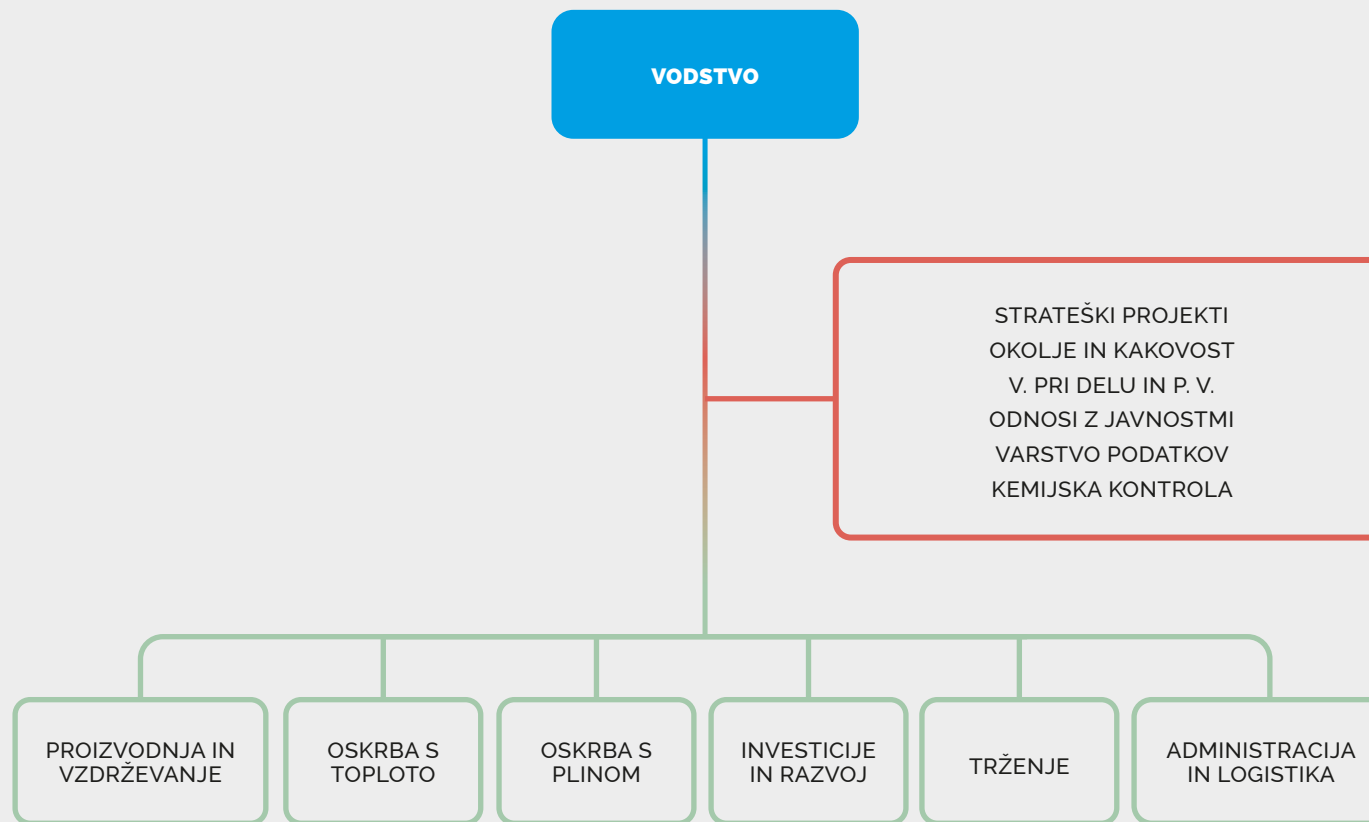 VODSTVO
STRATEŠKI PROJEKTI
OKOLJE IN KAKOVOST
V. PRI DELU IN P. V.
ODNOSI Z JAVNOSTMI
VARSTVO PODATKOV
KEMIJSKA KONTROLA
PROIZVODNJA IN
VZDRŽEVANJE
OSKRBA S
TOPLOTO
OSKRBA S
PLINOM
INVESTICIJE
IN RAZVOJ
TRŽENJE
ADMINISTRACIJA
IN LOGISTIKA